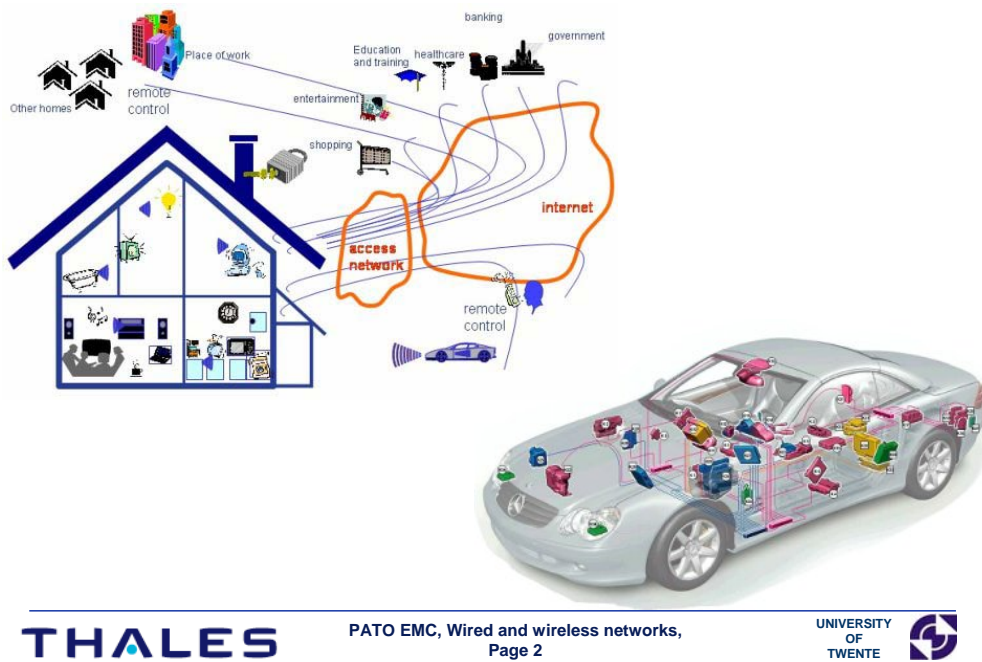 banking
government
Education
and training
healthcare
Place of work
Other homes
remote
control
entertainment
shopping
internet
access
network
remote
control
THALES
PATO EMC, Wired and wireless networks,
Page 2
UNIVERSITY
OF
TWENTE